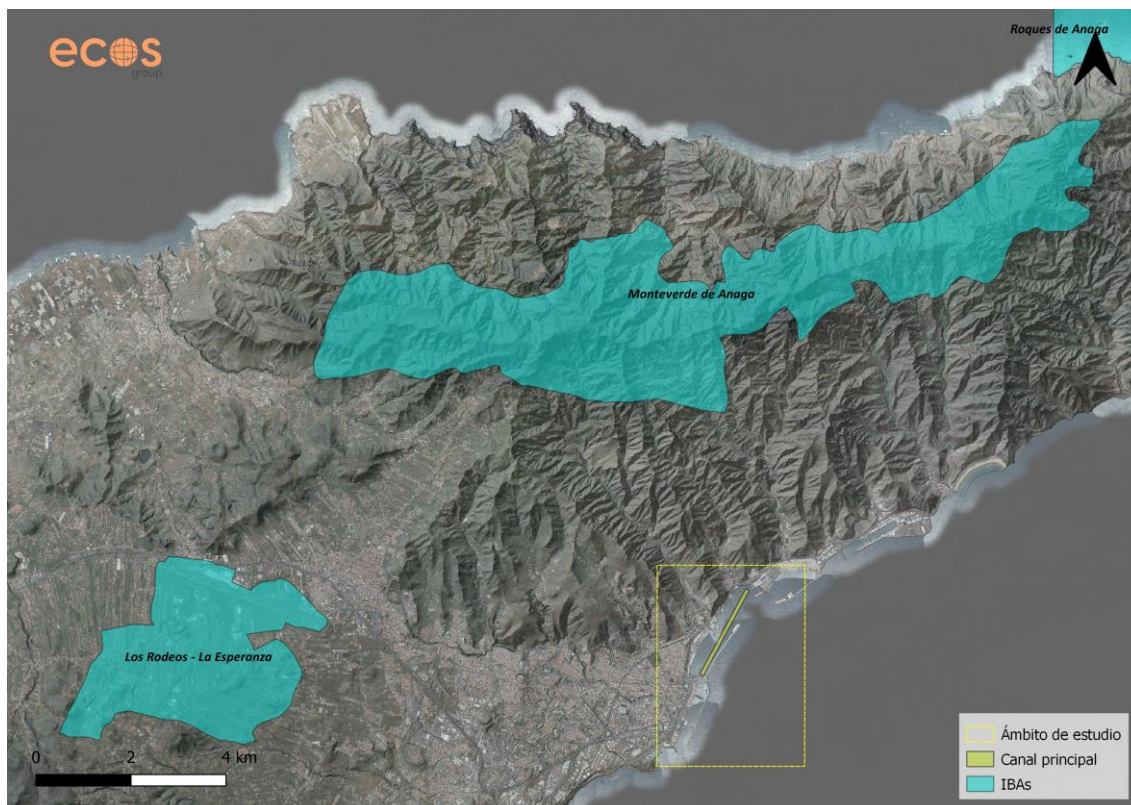 ecos
group
Roques de Anaga
Monteverde de Anaga
Los Rodeos - La Esperanza
0 2 4 km
Ámbito de estudio
Canal principal
IBAs